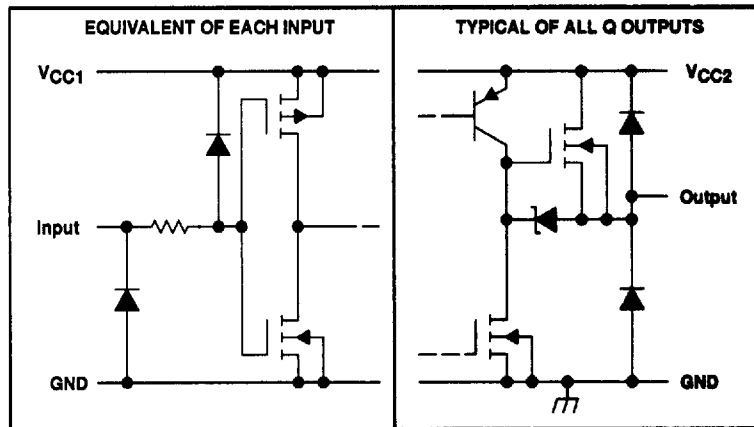 EQUIVALENT OF EACH INPUT
VCC1
Input
GND
TYPICAL OF ALL Q OUTPUTS
VCC2
Output
GND